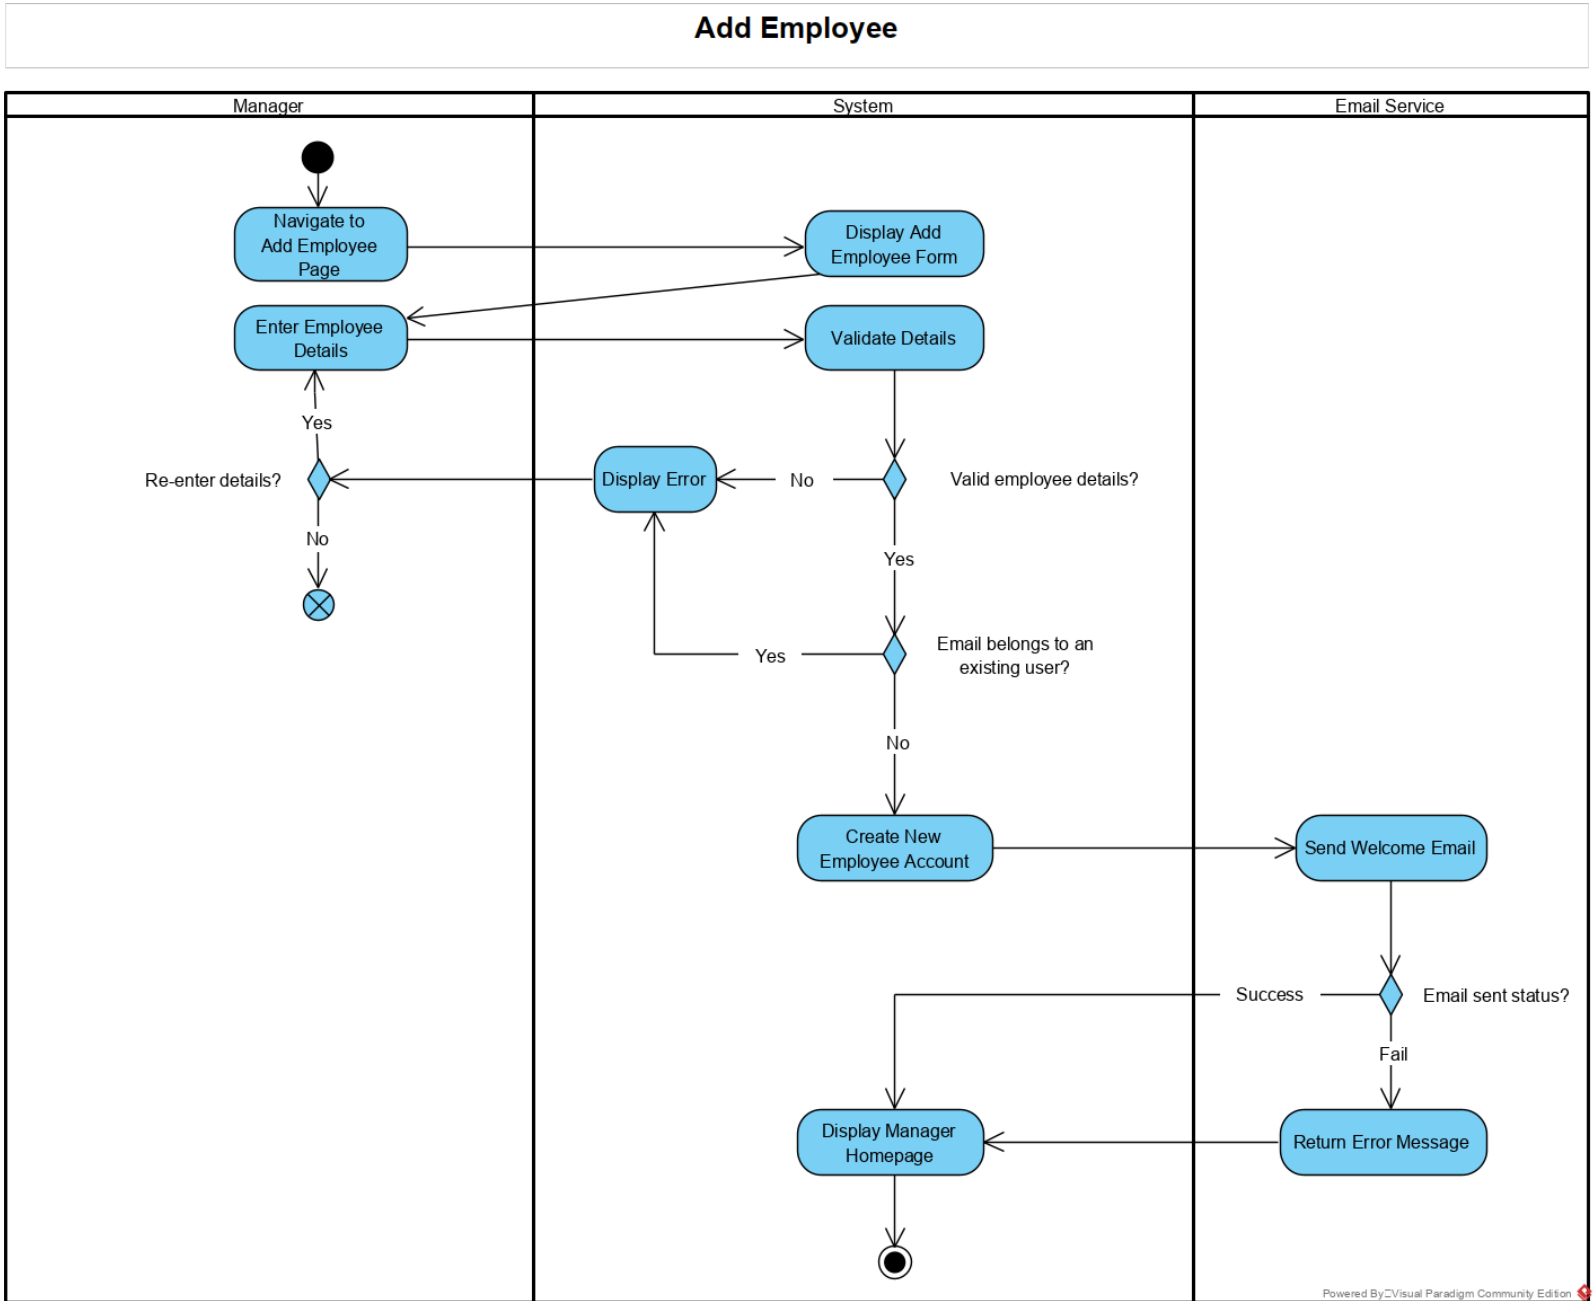 Add Employee
Manager
System
Email Service
Navigate to
Add Employee
Page
Display Add
Employee Form
Enter Employee
Details
Validate Details
Yes
Re-enter details?
Display Error
No
Valid employee details?
No
Yes
Email belongs to an
existing user?
Yes
No
Create New
Employee Account
Send Welcome Email
Success
Email sent status?
Fail
Display Manager
Homepage
Return Error Message
Powered By Visual Paradigm Community Edition